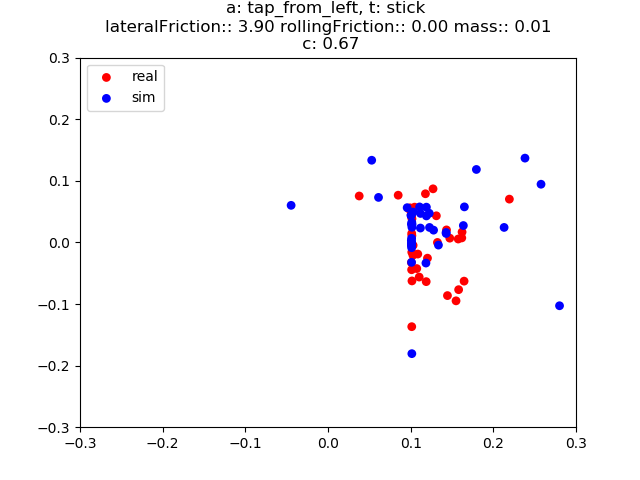 a: tap_from_left, t: stick
lateralFriction:: 3.90 rollingFriction:: 0.00 mass:: 0.01
c: 0.67
real
sim
0.3
0.2
0.1
0.0
−0.1
−0.2
−0.3
−0.3
−0.2
−0.1
0.0
0.1
0.2
0.3